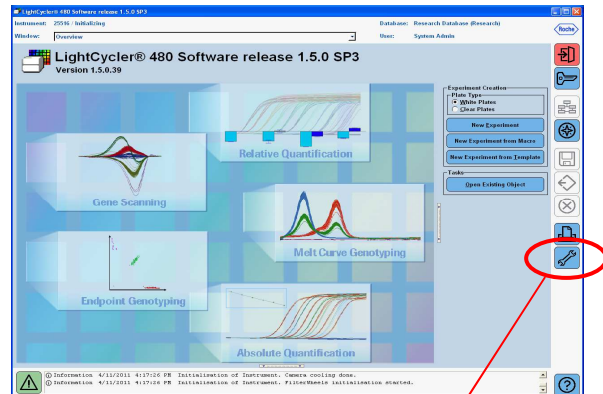 LightCycler® 480 Software release 1.5.0 SP3
Instrument: 25516 / Initializing
Database: Research Database (Research)
Window: Overview
User: System Admin
Roche
LightCycler® 480 Software release 1.5.0 SP3
Version 1.5.0.39
Relative Quantification
Gene Scanning
Melt Curve Genotyping
Endpoint Genotyping
Absolute Quantification
Experiment Creation
Plate Type
White Plates
Clear Plates
New Experiment
New Experiment from Macro
New Experiment from Template
Tasks
Open Existing Object
Information 4/11/2011 4:17:26 PM Initialisation of Instrument. Camera cooling done.
Information 4/11/2011 4:17:26 PM Initialisation of Instrument. FilterWheels initialisation started.